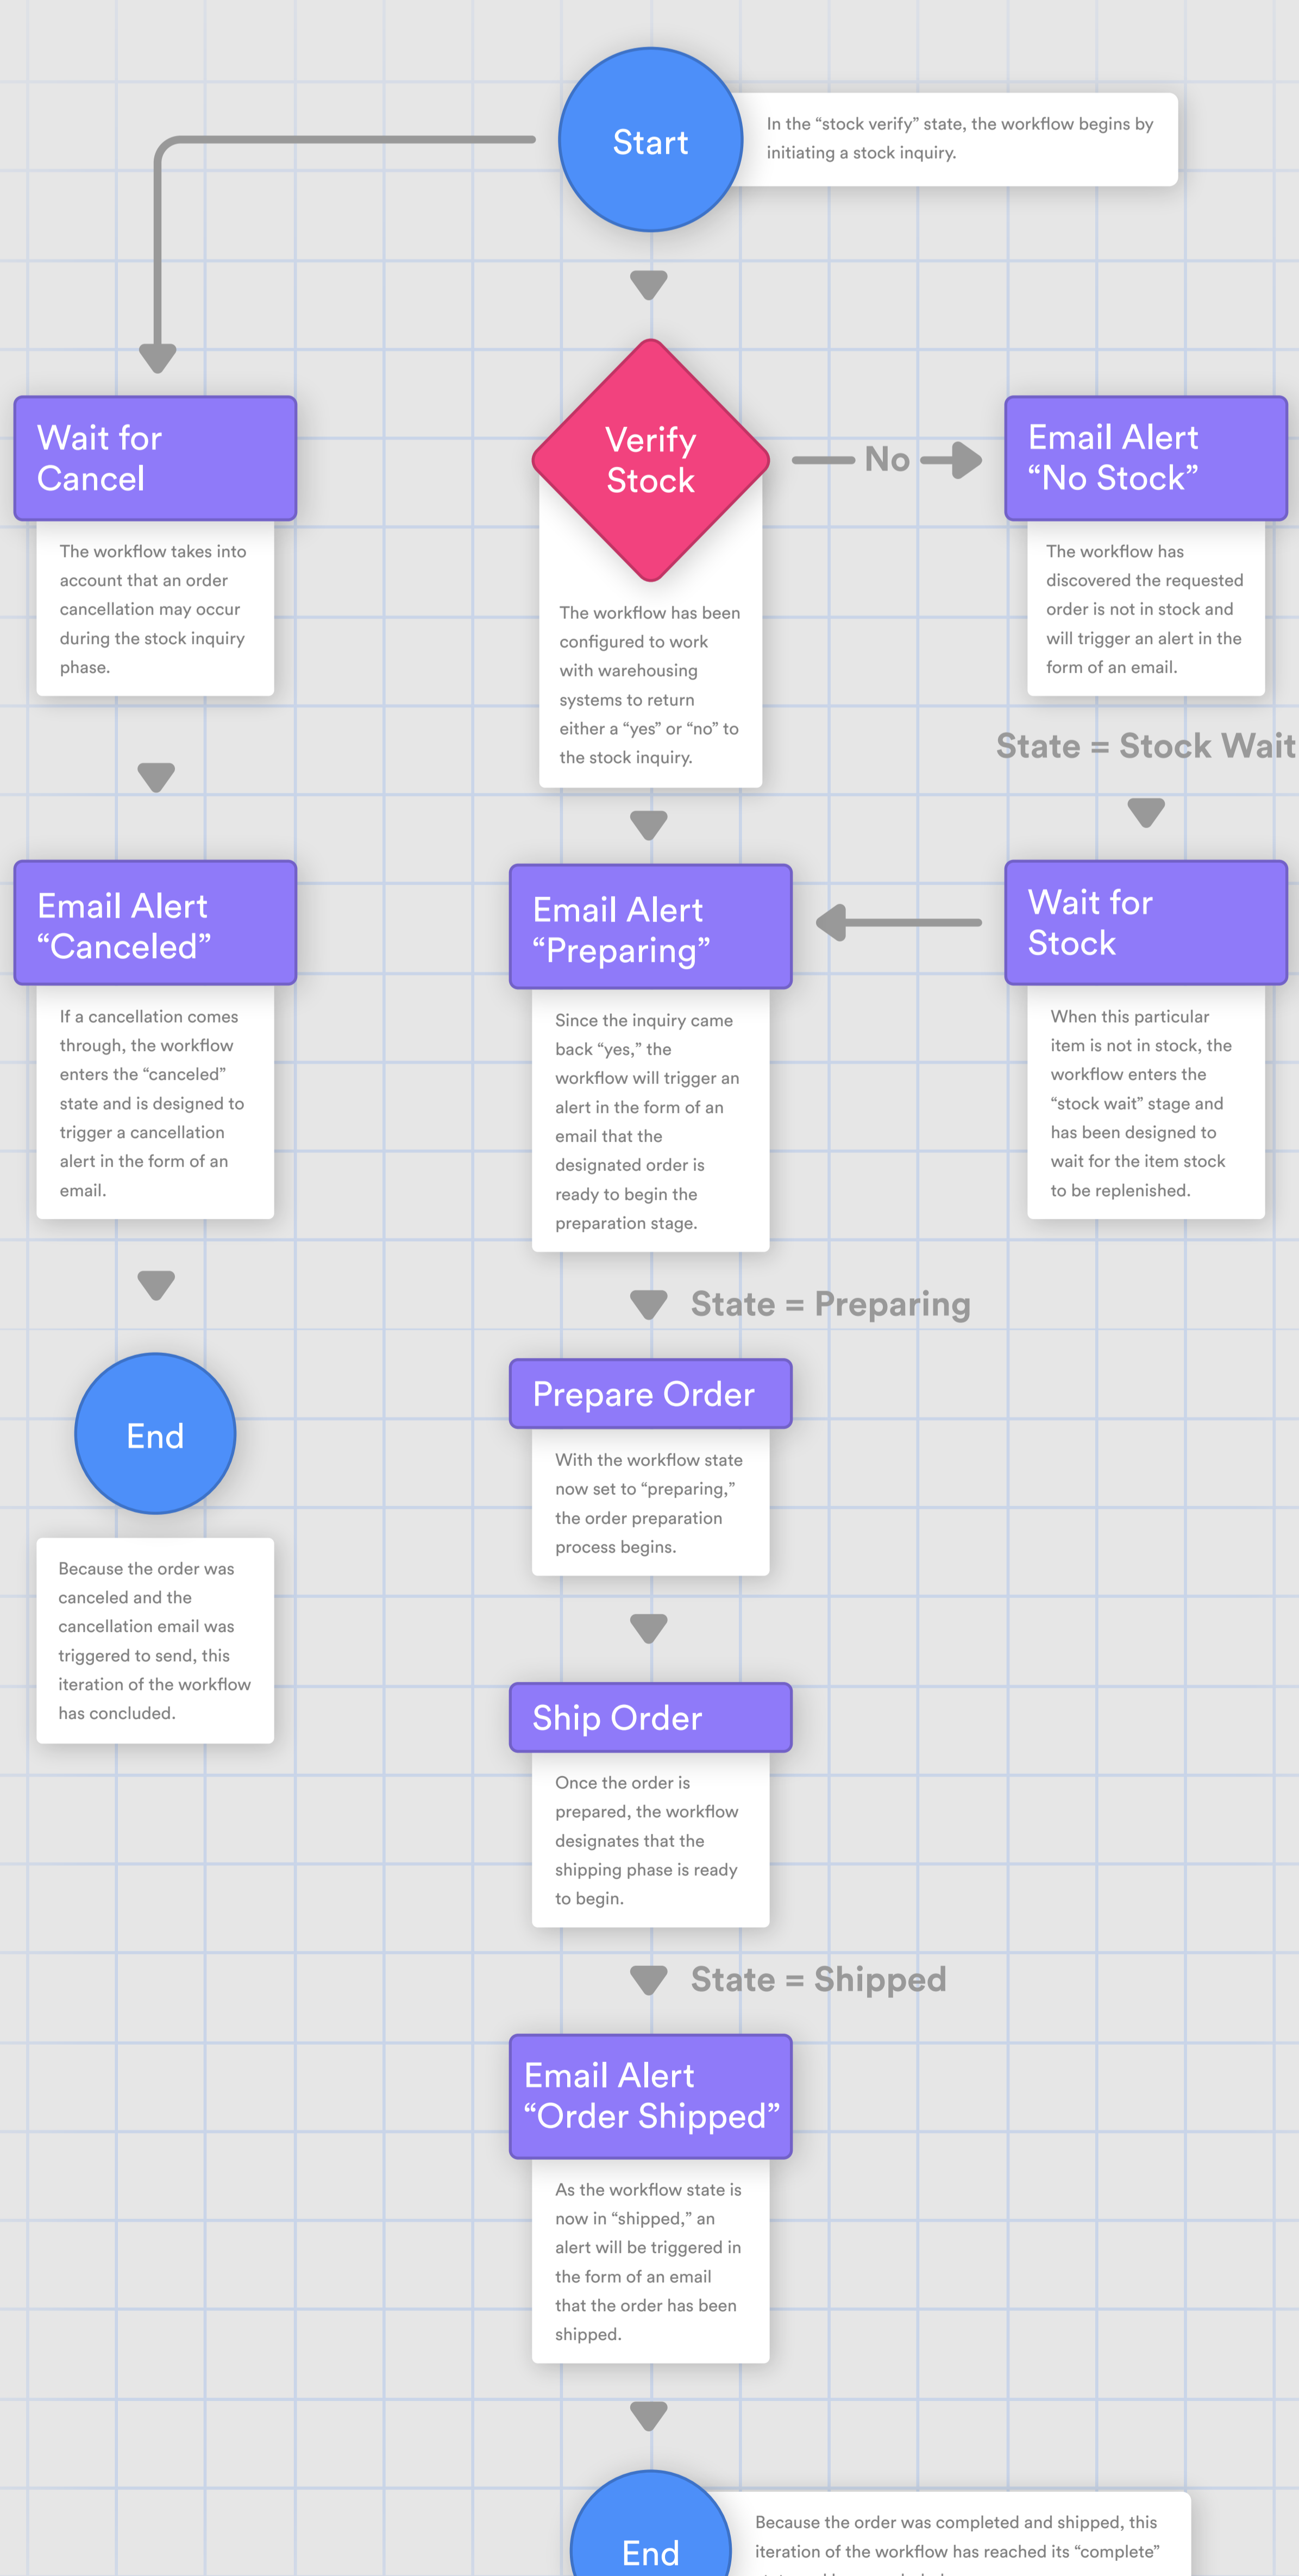 Start
In the “stock verify” state, the workflow begins by
initiating a stock inquiry.
Wait for
Cancel
The workflow takes into
account that an order
cancellation may occur
during the stock inquiry
phase.
Verify
Stock
The workflow has been
configured to work
with warehousing
systems to return
either a “yes” or “no” to
the stock inquiry.
No
Email Alert
“No Stock”
The workflow has
discovered the requested
order is not in stock and
will trigger an alert in the
form of an email.
State = Stock Wait
Email Alert
“Canceled”
If a cancellation comes
through, the workflow
enters the “canceled”
state and is designed to
trigger a cancellation
alert in the form of an
email.
Email Alert
“Preparing”
Since the inquiry came
back “yes,” the
workflow will trigger an
alert in the form of an
email that the
designated order is
ready to begin the
preparation stage.
Wait for
Stock
When this particular
item is not in stock, the
workflow enters the
“stock wait” stage and
has been designed to
wait for the item stock
to be replenished.
State = Preparing
End
Because the order was
canceled and the
cancellation email was
triggered to send, this
iteration of the workflow
has concluded.
Prepare Order
With the workflow state
now set to “preparing,”
the order preparation
process begins.
Ship Order
Once the order is
prepared, the workflow
designates that the
shipping phase is ready
to begin.
State = Shipped
Email Alert
“Order Shipped”
As the workflow state is
now in “shipped,” an
alert will be triggered in
the form of an email
that the order has been
shipped.
End
Because the order was completed and shipped, this
iteration of the workflow has reached its “complete”